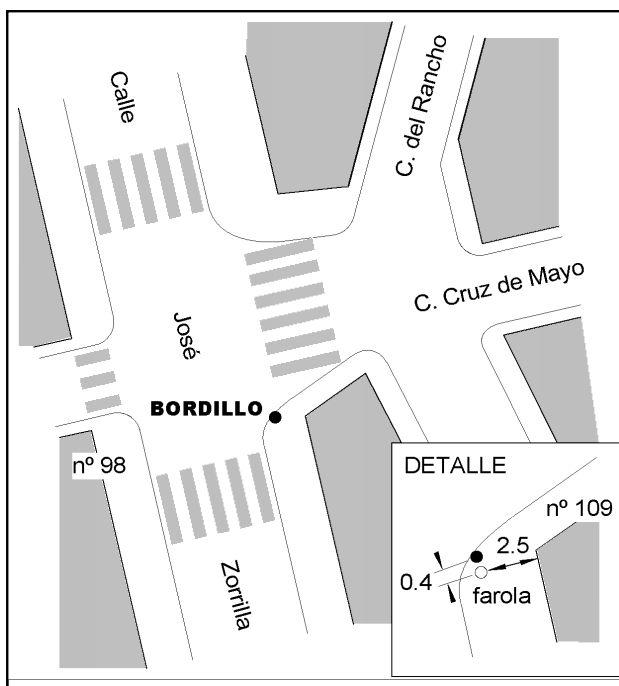 Calle
C. del Rancho
C. Cruz de Mayo
José
BORDILLO
nº 98
Zorrilla
DETALLE
nº 109
2.5
0.4
farola